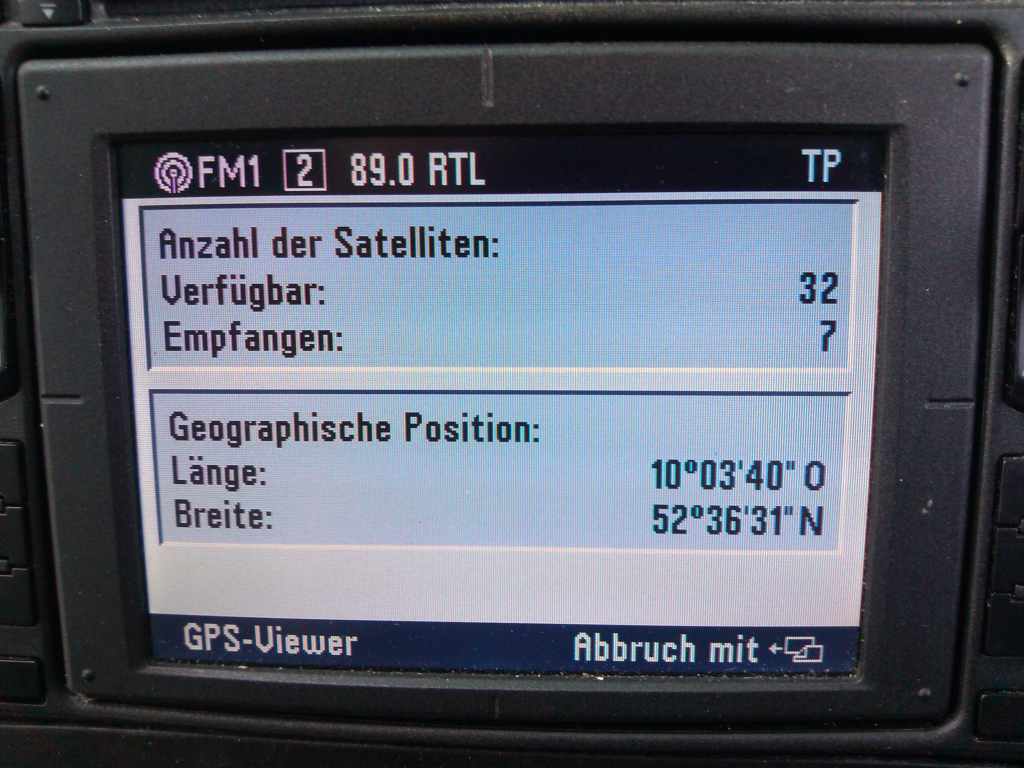 FM1 2 89.0 RTL TP
Anzahl der Satelliten:
Verfügbar: 32
Empfangen: 7
Geographische Position:
Länge: 10°03'40" O
Breite: 52°36'31" N
GPS-Viewer Abbruch mit ←